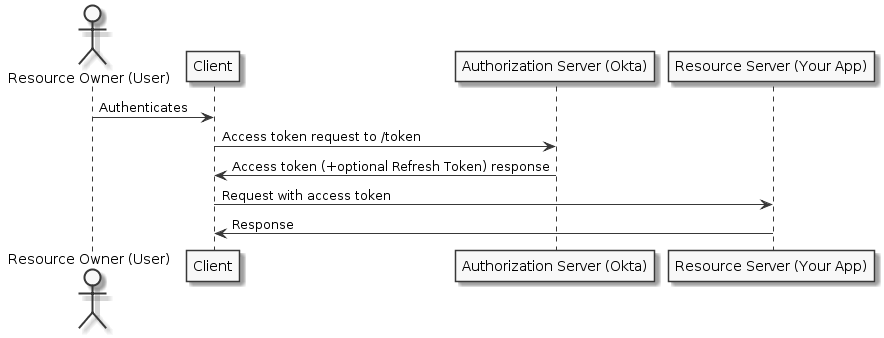 Resource Owner (User)
Client
Authorization Server (Okta)
Resource Server (Your App)
Authenticates
Access token request to /token
Access token (+optional Refresh Token) response
Request with access token
Response
Resource Owner (User)
Client
Authorization Server (Okta)
Resource Server (Your App)